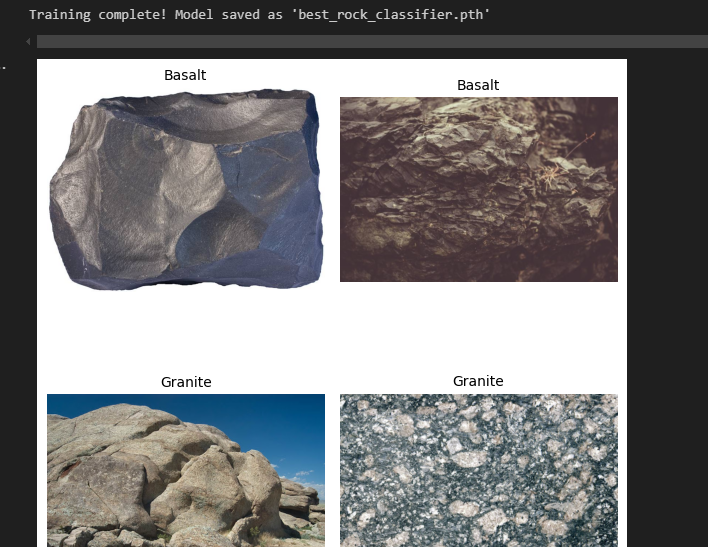 Training complete! Model saved as 'best_rock_classifier.pth'
Basalt
Basalt
Granite
Granite